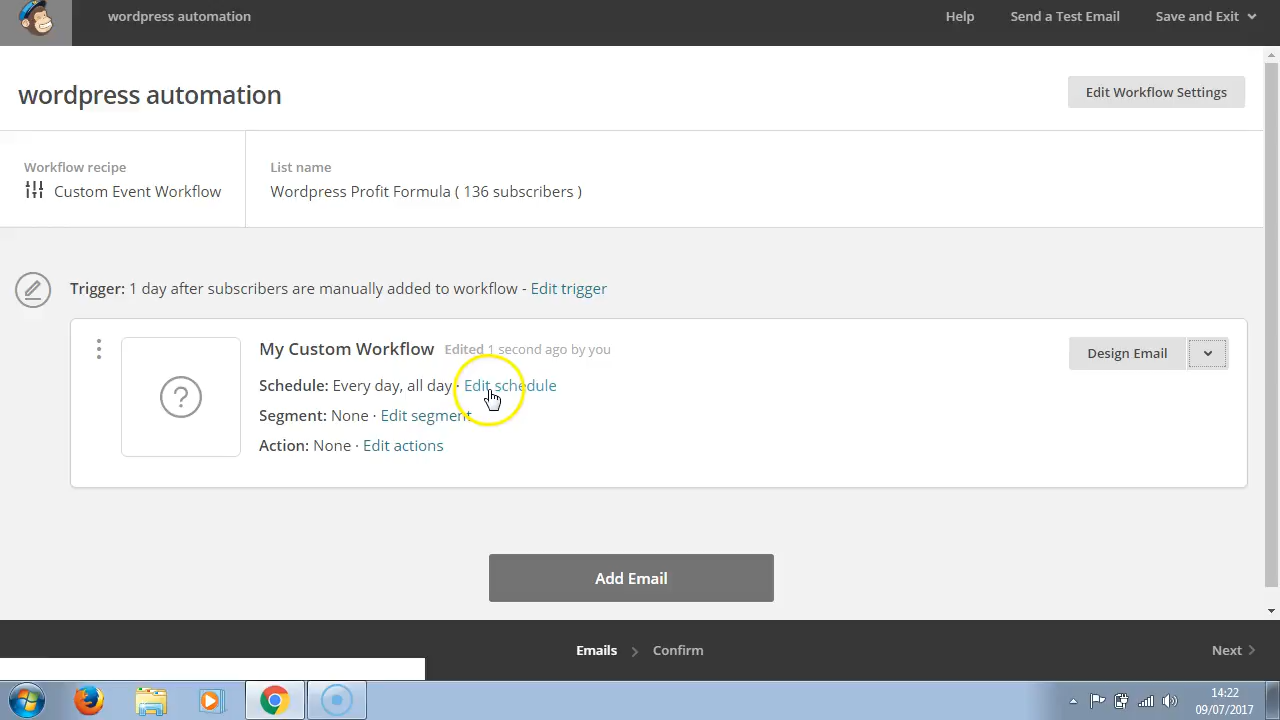 wordpress automation
Help
Send a Test Email
Save and Exit
wordpress automation
Edit Workflow Settings
Workflow recipe
Custom Event Workflow
List name
Wordpress Profit Formula ( 136 subscribers )
Trigger: 1 day after subscribers are manually added to workflow - Edit trigger
My Custom Workflow Edited 1 second ago by you
Design Email
Schedule: Every day, all day · Edit schedule
Segment: None · Edit segment
Action: None · Edit actions
Add Email
Emails
Confirm
Next
14:22
09/07/2017